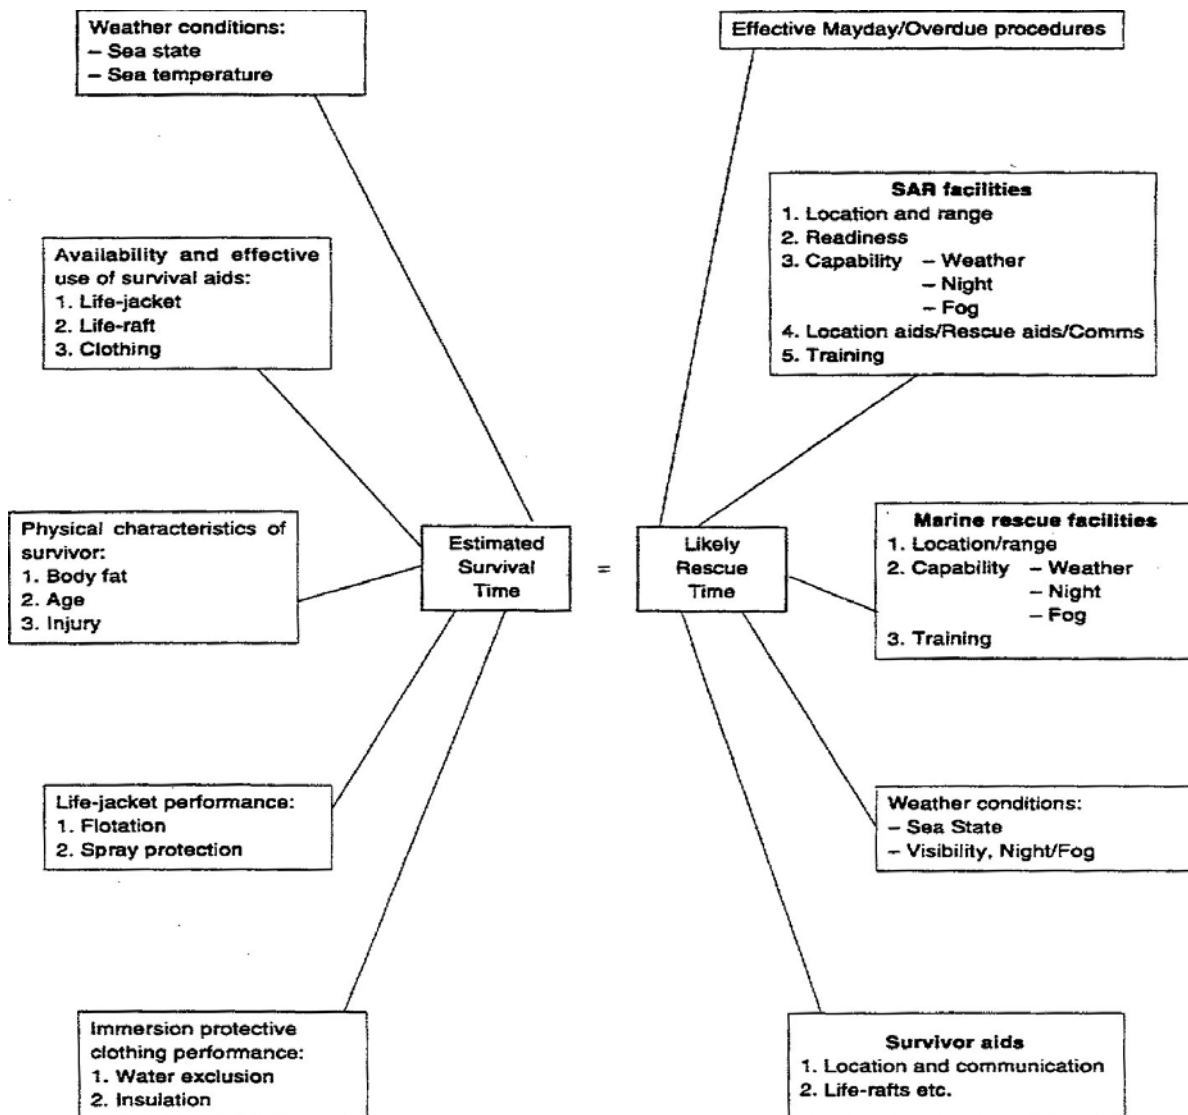 Weather conditions:
– Sea state
– Sea temperature
Effective Mayday/Overdue procedures
SAR facilities
1. Location and range
2. Readiness
3. Capability – Weather
– Night
– Fog
4. Location aids/Rescue aids/Comms
5. Training
Availability and effective
use of survival aids:
1. Life-jacket
2. Life-raft
3. Clothing
Physical characteristics of
survivor:
1. Body fat
2. Age
3. Injury
Estimated
Survival
Time
=
Likely
Rescue
Time
Marine rescue facilities
1. Location/range
2. Capability – Weather
– Night
– Fog
3. Training
Life-jacket performance:
1. Flotation
2. Spray protection
Weather conditions:
– Sea State
– Visibility, Night/Fog
Immersion protective
clothing performance:
1. Water exclusion
2. Insulation
Survivor aids
1. Location and communication
2. Life-rafts etc.